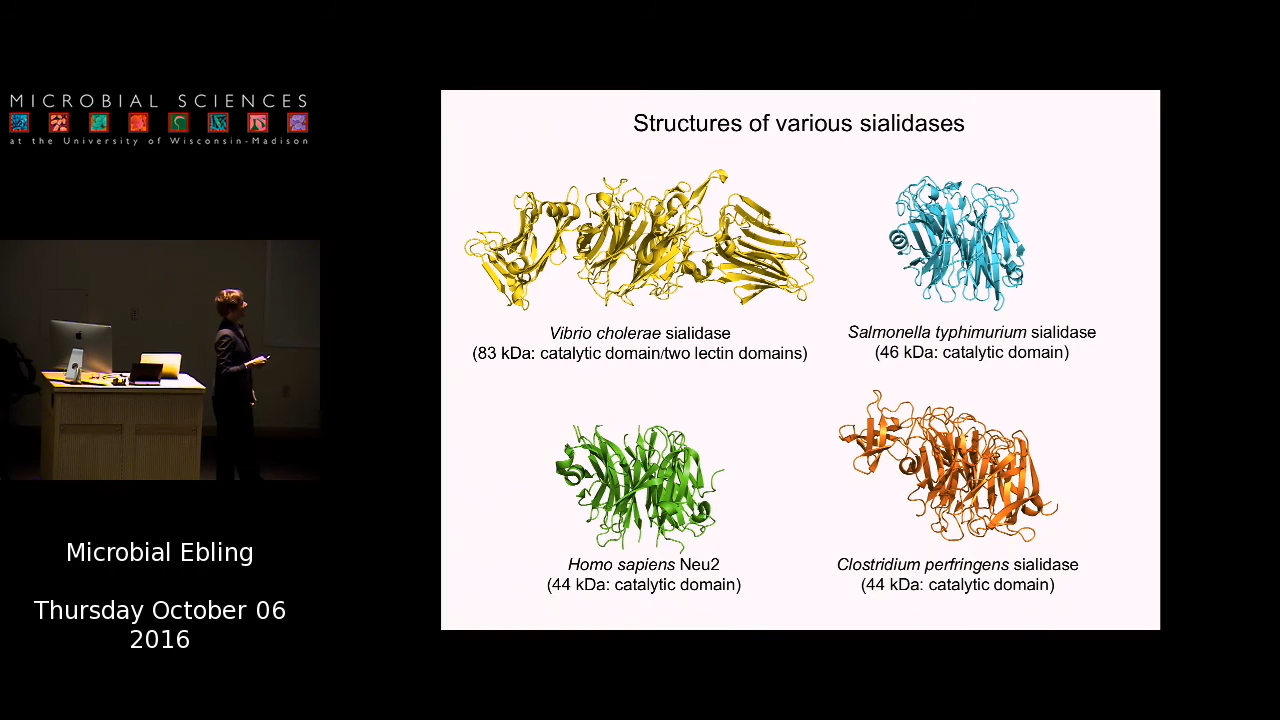 MICROBIAL SCIENCES
at the University of Wisconsin-Madison
Microbial Ebling
Thursday October 06
2016
Structures of various sialidases
Vibrio cholerae sialidase
(83 kDa: catalytic domain/two lectin domains)
Salmonella typhimurium sialidase
(46 kDa: catalytic domain)
Homo sapiens Neu2
(44 kDa: catalytic domain)
Clostridium perfringens sialidase
(44 kDa: catalytic domain)